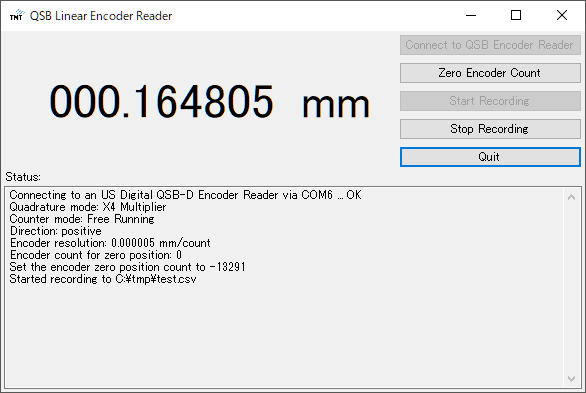 TNT QSB Linear Encoder Reader
Connect to QSB Encoder Reader
000.164805 mm
Zero Encoder Count
Start Recording
Stop Recording
Quit
Status:
Connecting to an US Digital QSB-D Encoder Reader via COM6 ... OK
Quadrature mode: X4 Multiplier
Counter mode: Free Running
Direction: positive
Encoder resolution: 0.000005 mm/count
Encoder count for zero position: 0
Set the encoder zero position count to -13291
Started recording to C:¥tmp¥test.csv